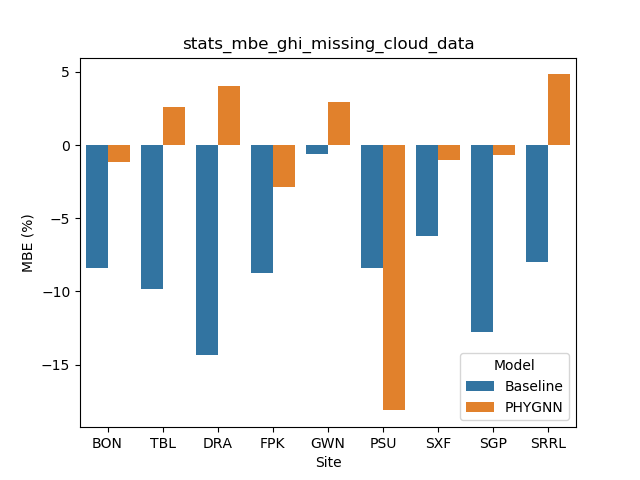 stats_mbe_ghi_missing_cloud_data
MBE (%)
5
0
−5
−10
−15
BON TBL DRA FPK GWN PSU SXF SGP SRRL
Site
Model
Baseline
PHYGNN